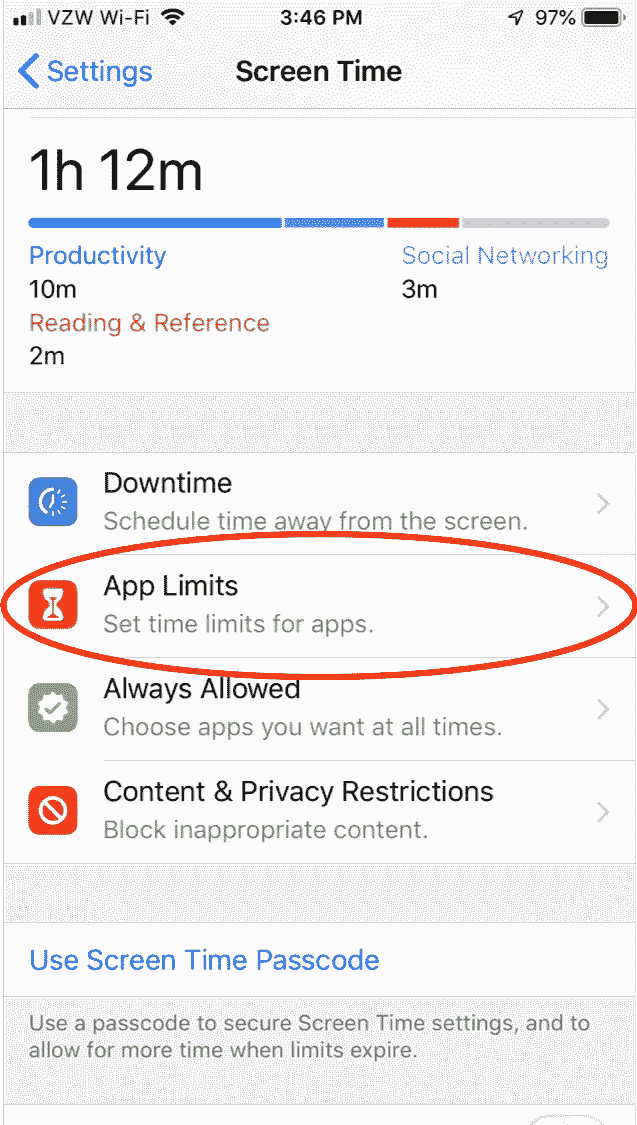 VZW Wi-Fi 3:46 PM 97%
Settings Screen Time
1h 12m
Productivity Social Networking
10m 3m
Reading & Reference
2m
Downtime
Schedule time away from the screen.
App Limits
Set time limits for apps.
Always Allowed
Choose apps you want at all times.
Content & Privacy Restrictions
Block inappropriate content.
Use Screen Time Passcode
Use a passcode to secure Screen Time settings, and to
allow for more time when limits expire.